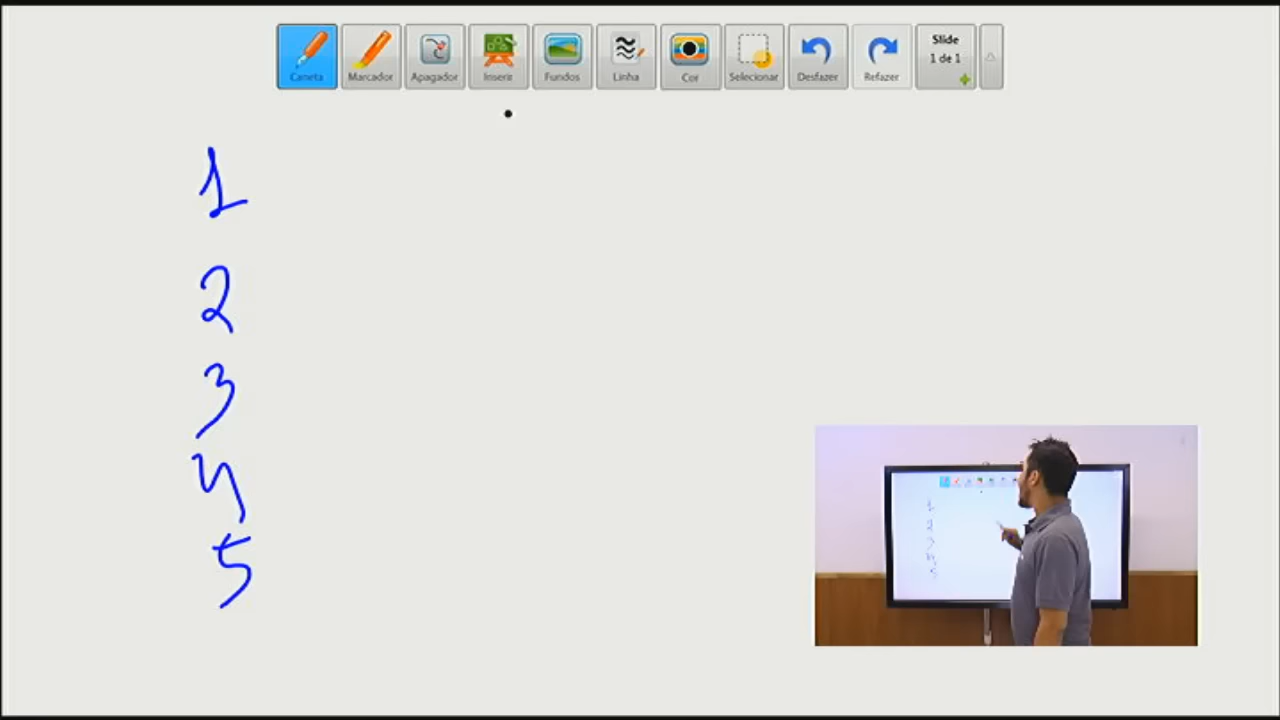 Caneta Marcador Apagador Inserir Fundos Linha Cor Selecionar Desfazer Refazer Slide
1 de 1
1
2
3
4
5